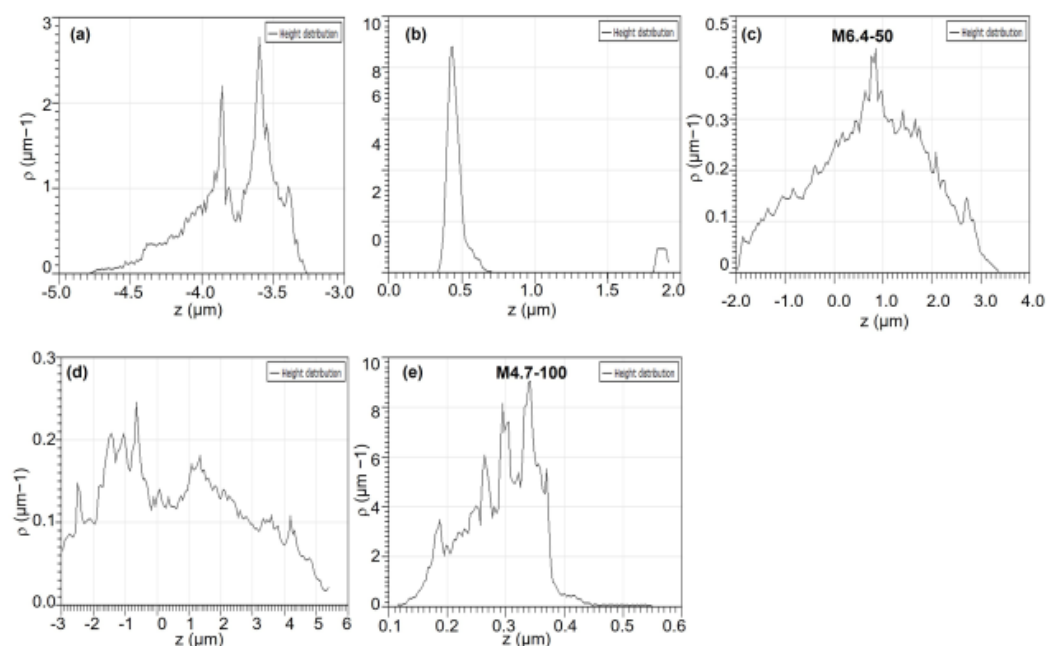 (a)
Height distribution
3
2
1
0
ρ (µm−1)
-5.0 -4.5 -4.0 -3.5 -3.0
z (µm)
(b)
Height distribution
10
8
6
4
2
10
0
0.0 0.5 1.0 1.5 2.0
z (µm)
(c)
M6.4-50
Height distribution
0.5
0.4
0.3
0.2
0.1
0
ρ (µm−1)
-2.0 -1.0 0.0 1.0 2.0 3.0 4.0
z (µm)
(d)
Height distribution
0.3
0.2
0.1
0.0
ρ (µm−1)
-3 -2 -1 0 1 2 3 4 5 6
z (µm)
(e)
M4.7-100
Height distribution
10
8
6
4
2
0
ρ (µm −1)
0.1 0.2 0.3 0.4 0.5 0.6
z (µm)